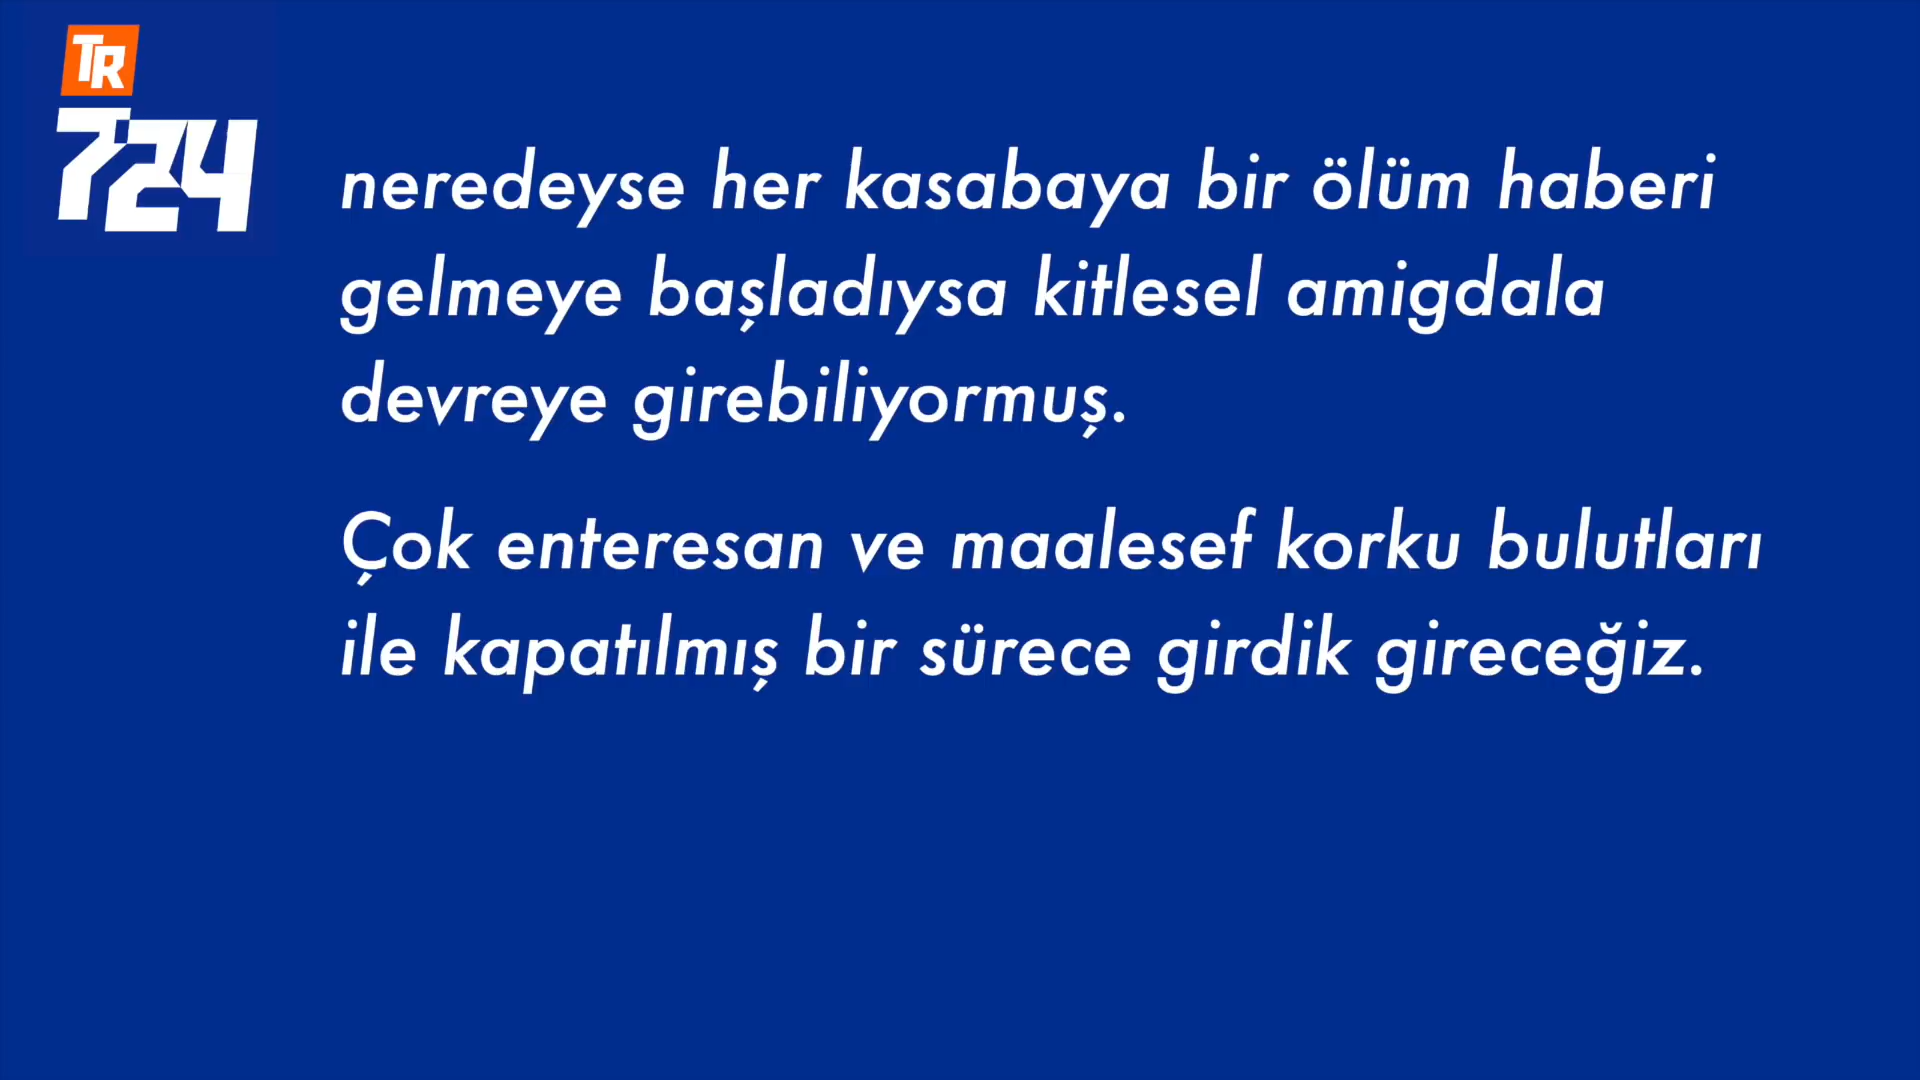 TR
724
neredeyse her kasabaya bir ölüm haberi
gelmeye başladıysa kitlesel amigdala
devreye girebiliyormuş.
Çok enteresan ve maalesef korku bulutları
ile kapatılmış bir sürece girdik gireceğiz.